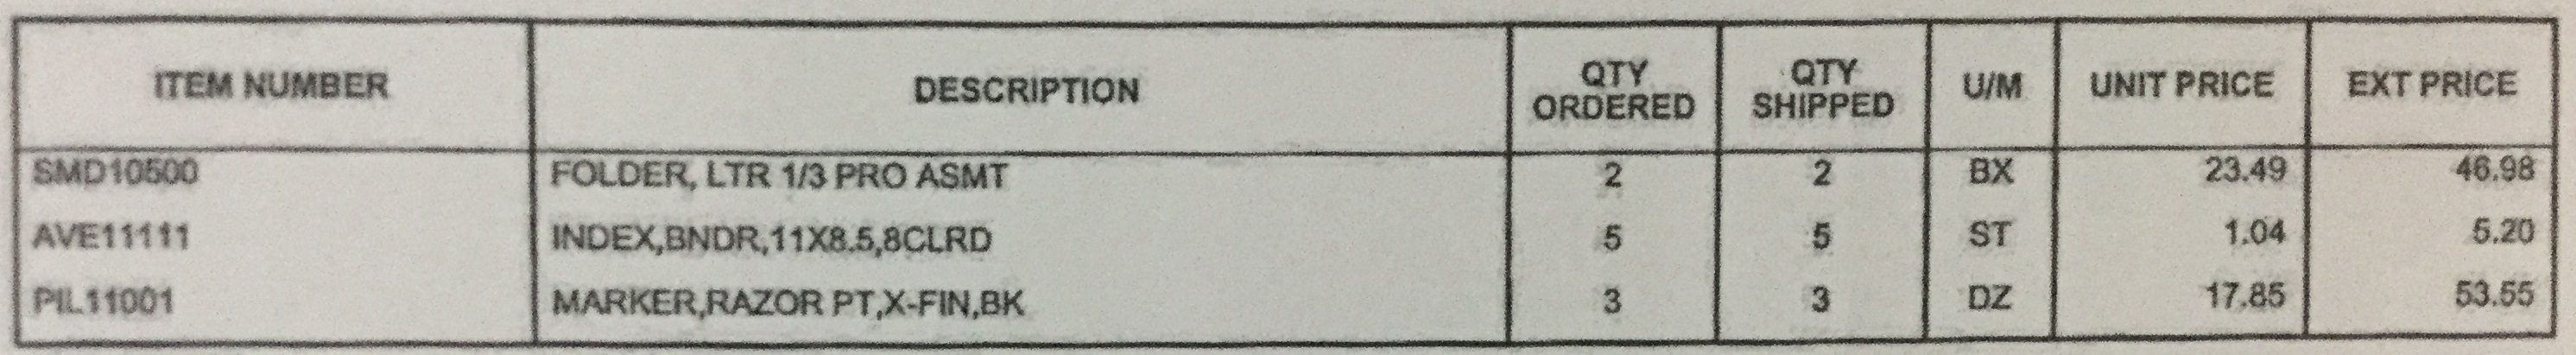 ITEM NUMBER DESCRIPTION QTY ORDERED QTY SHIPPED U/M UNIT PRICE EXT PRICE
SMD10500 FOLDER, LTR 1/3 PRO ASMT 2 2 BX 23.49 46.98
AVE11111 INDEX,BNDR,11X8.5,8CLRD 5 5 ST 1.04 5.20
PIL11001 MARKER,RAZOR PT,X-FIN,BK 3 3 DZ 17.85 53.55